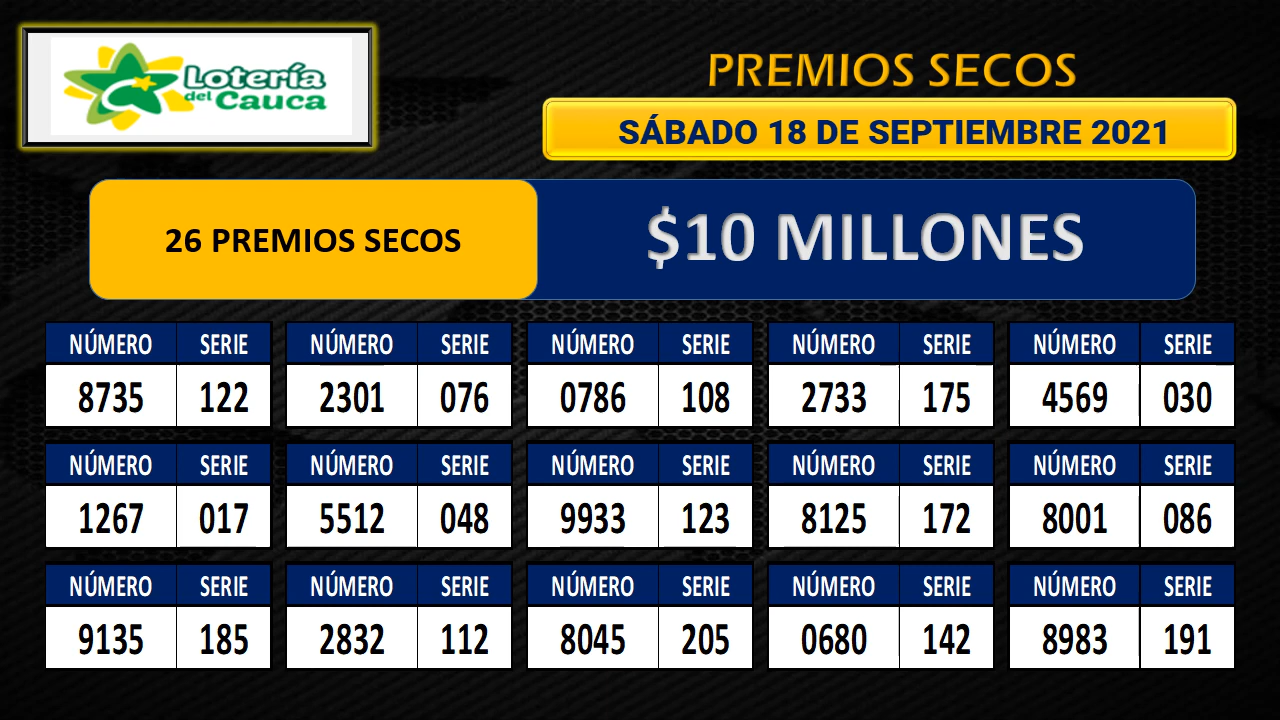 Lotería
del Cauca
PREMIOS SECOS
SÁBADO 18 DE SEPTIEMBRE 2021
26 PREMIOS SECOS
$10 MILLONES
NÚMERO SERIE NÚMERO SERIE NÚMERO SERIE NÚMERO SERIE NÚMERO SERIE
8735 122 2301 076 0786 108 2733 175 4569 030
NÚMERO SERIE NÚMERO SERIE NÚMERO SERIE NÚMERO SERIE NÚMERO SERIE
1267 017 5512 048 9933 123 8125 172 8001 086
NÚMERO SERIE NÚMERO SERIE NÚMERO SERIE NÚMERO SERIE NÚMERO SERIE
9135 185 2832 112 8045 205 0680 142 8983 191